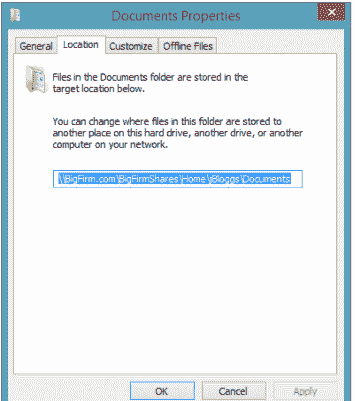 Documents Properties
General Location Customize Offline Files
Files in the Documents folder are stored in the
target location below.
You can change where files in this folder are stored to
another place on this hard drive, another drive, or another
computer on your network.
\\BigFirm.com\BigFirmShares\Home\jBloggs\Documents
OK Cancel Apply